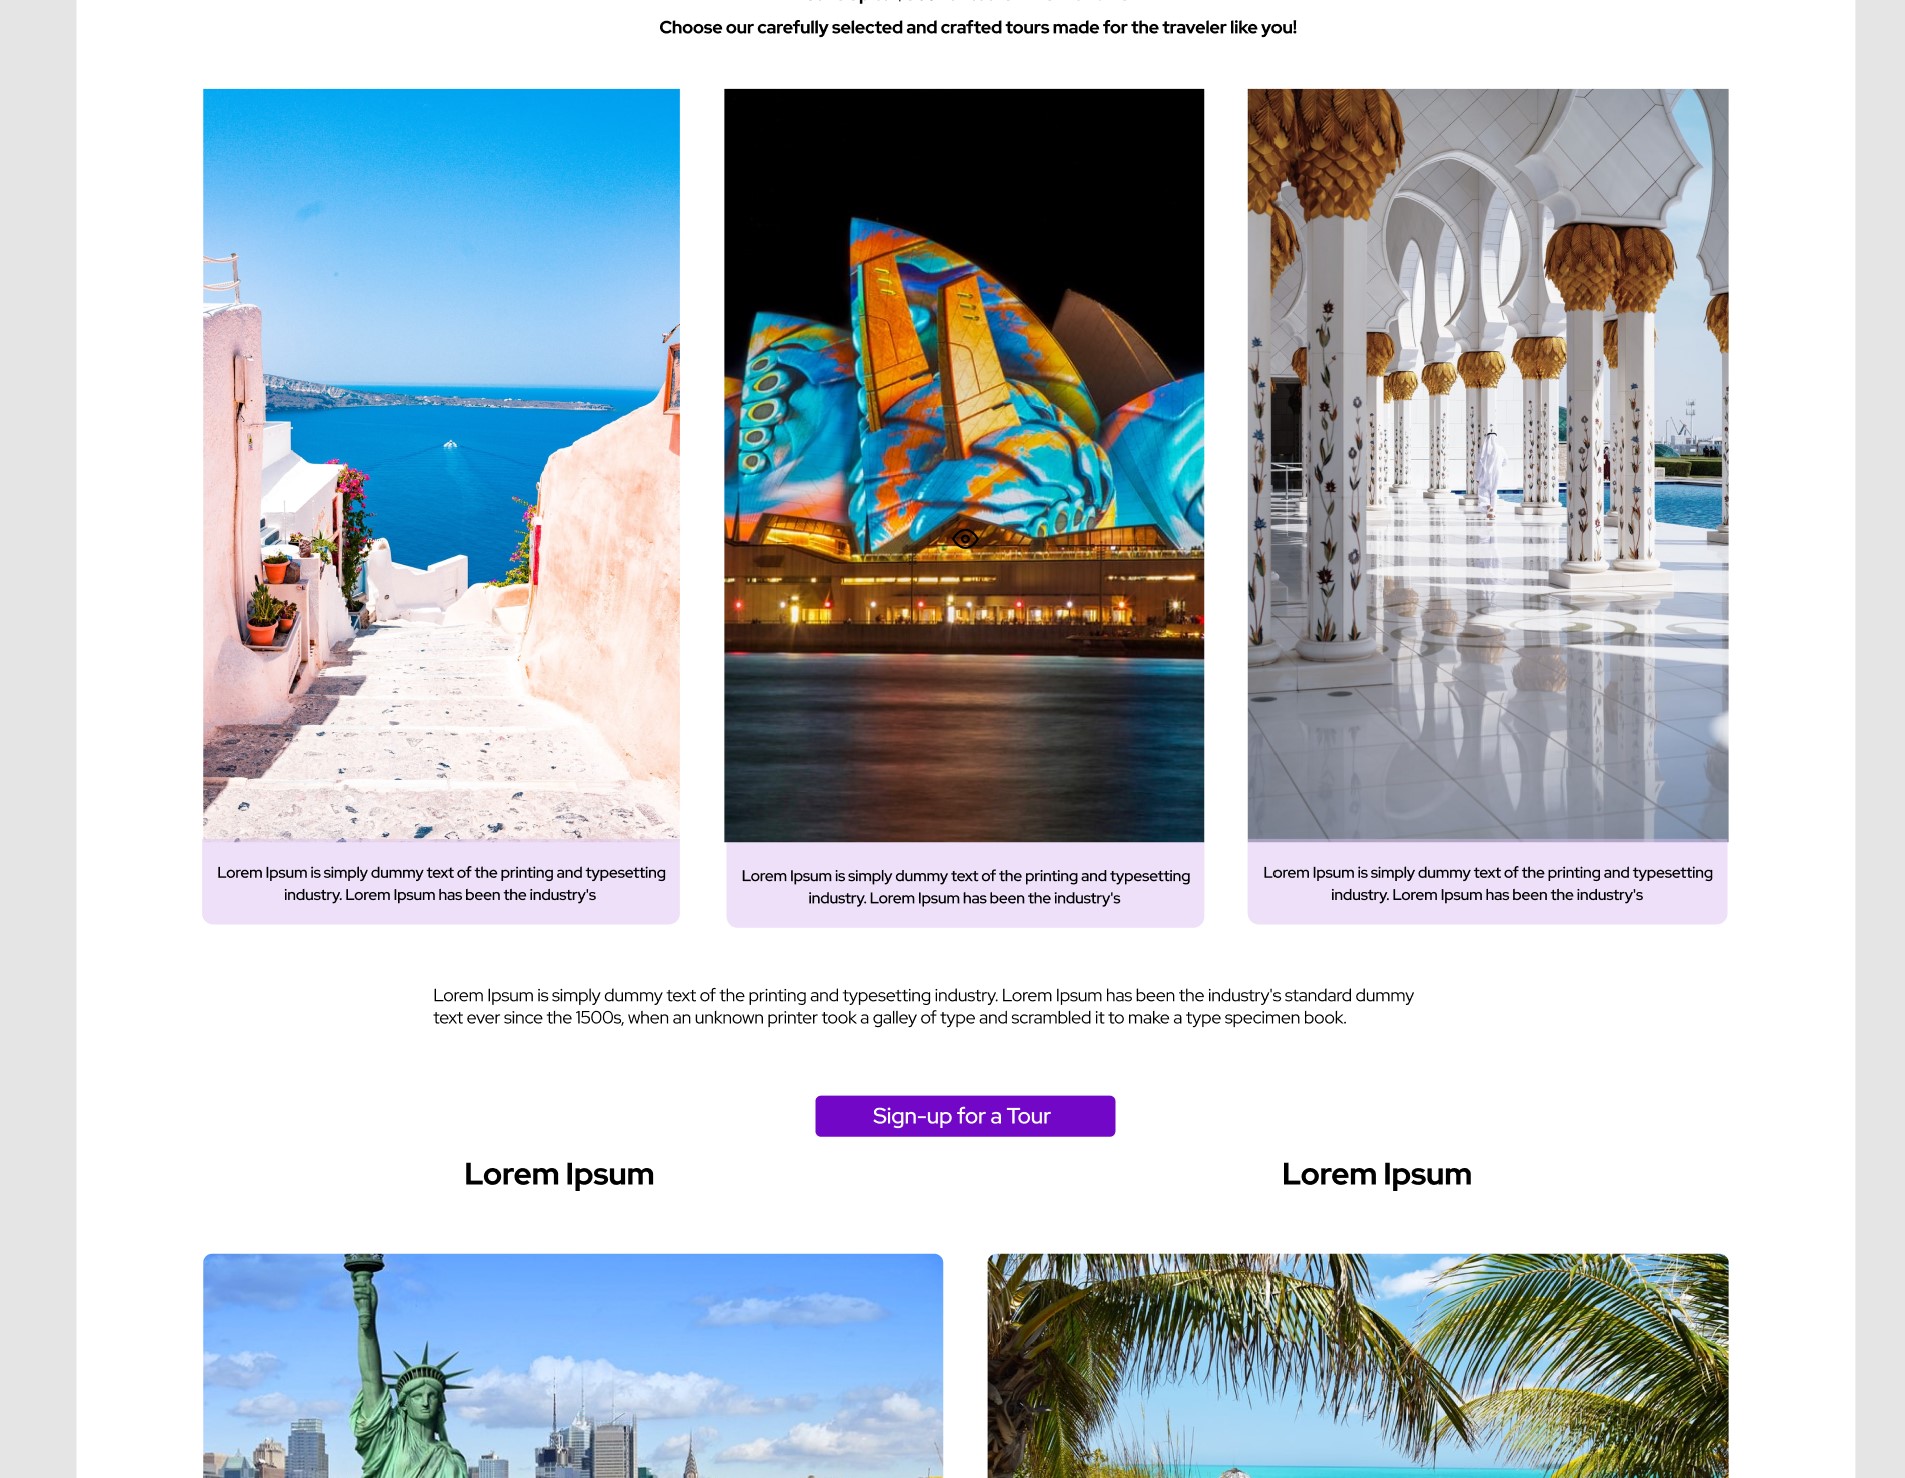 Choose our carefully selected and crafted tours made for the traveler like you!
Lorem Ipsum is simply dummy text of the printing and typesetting
industry. Lorem Ipsum has been the industry's
Lorem Ipsum is simply dummy text of the printing and typesetting
industry. Lorem Ipsum has been the industry's
Lorem Ipsum is simply dummy text of the printing and typesetting
industry. Lorem Ipsum has been the industry's
Lorem Ipsum is simply dummy text of the printing and typesetting industry. Lorem Ipsum has been the industry's standard dummy
text ever since the 1500s, when an unknown printer took a galley of type and scrambled it to make a type specimen book.
Sign-up for a Tour
Lorem Ipsum
Lorem Ipsum